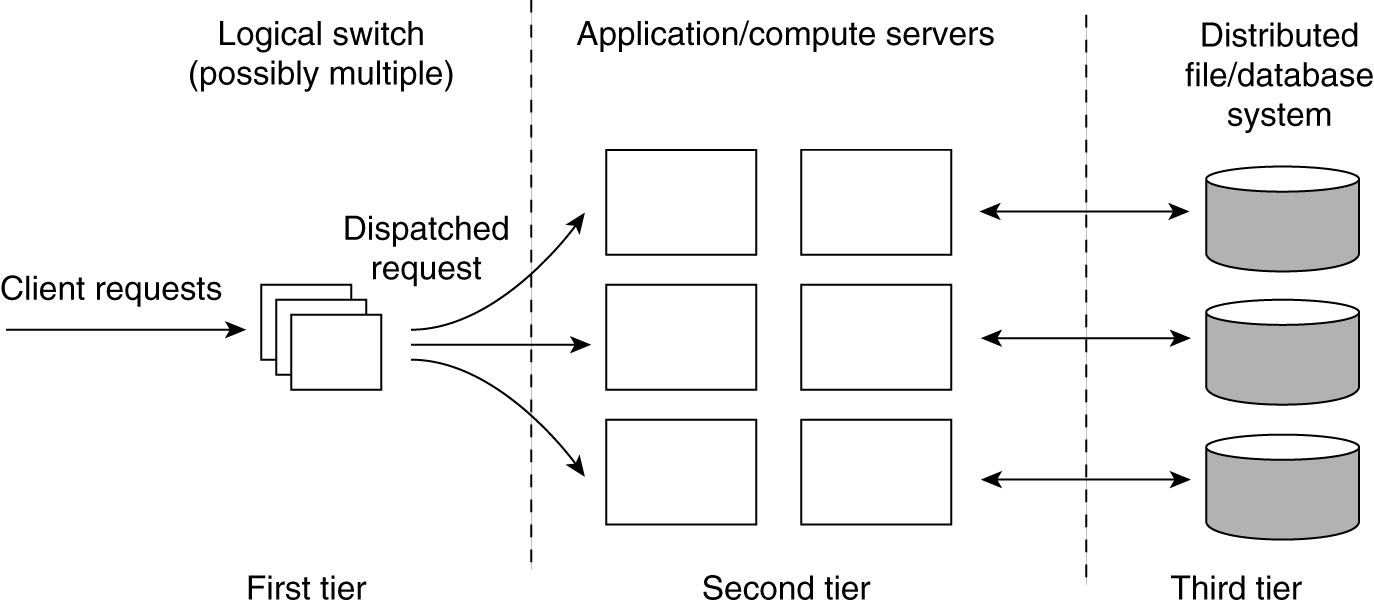 Logical switch
(possibly multiple)
Application/compute servers
Distributed
file/database
system
Dispatched
request
Client requests
First tier
Second tier
Third tier